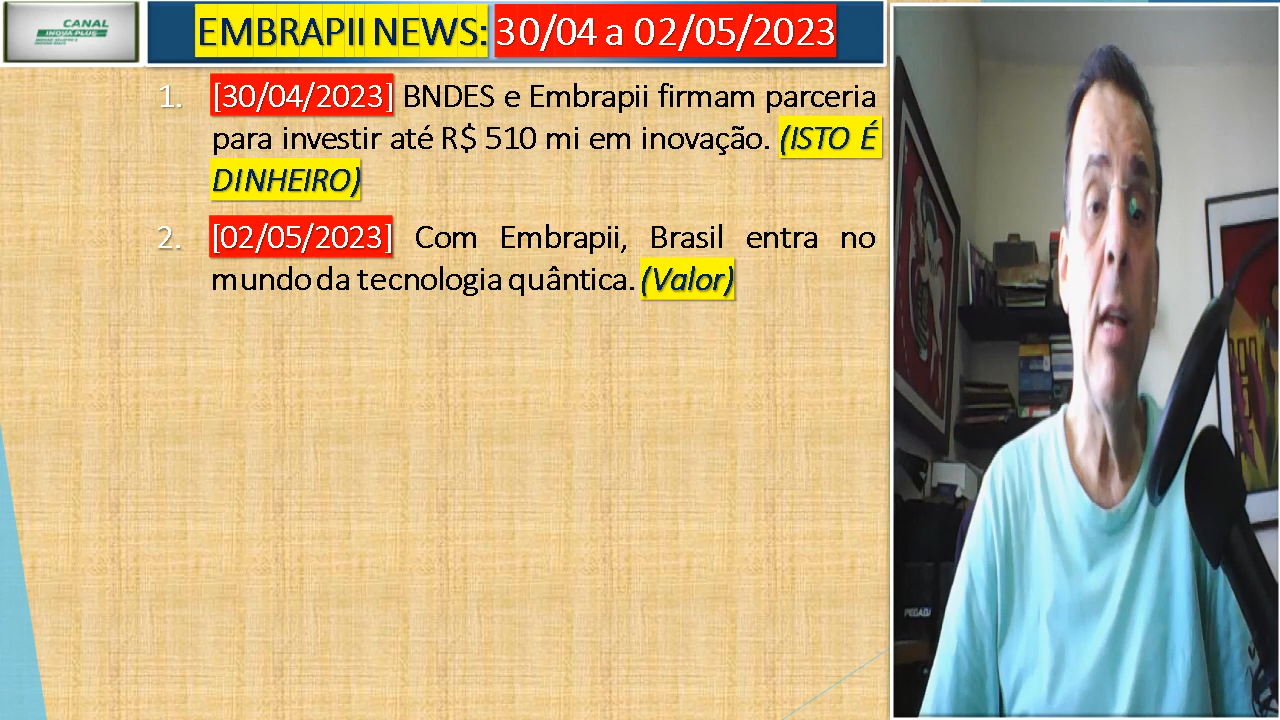 CANAL
INOVA PLUS
EMBRAPII NEWS: 30/04 a 02/05/2023
1. [30/04/2023] BNDES e Embrapii firmam parceria
para investir até R$ 510 mi em inovação. (ISTO É
DINHEIRO)
2. [02/05/2023] Com Embrapii, Brasil entra no
mundo da tecnologia quântica. (Valor)